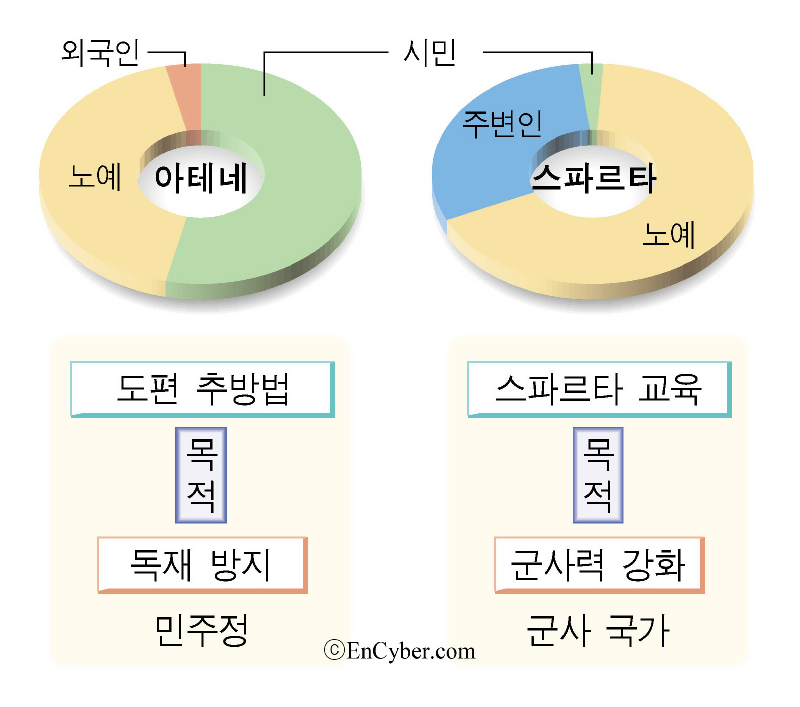 외국인
시민
노예
아테네
주변인
스파르타
노예
도편 추방법
목적
독재 방지
민주정
스파르타 교육
목적
군사력 강화
군사 국가
ⓒEnCyber.com